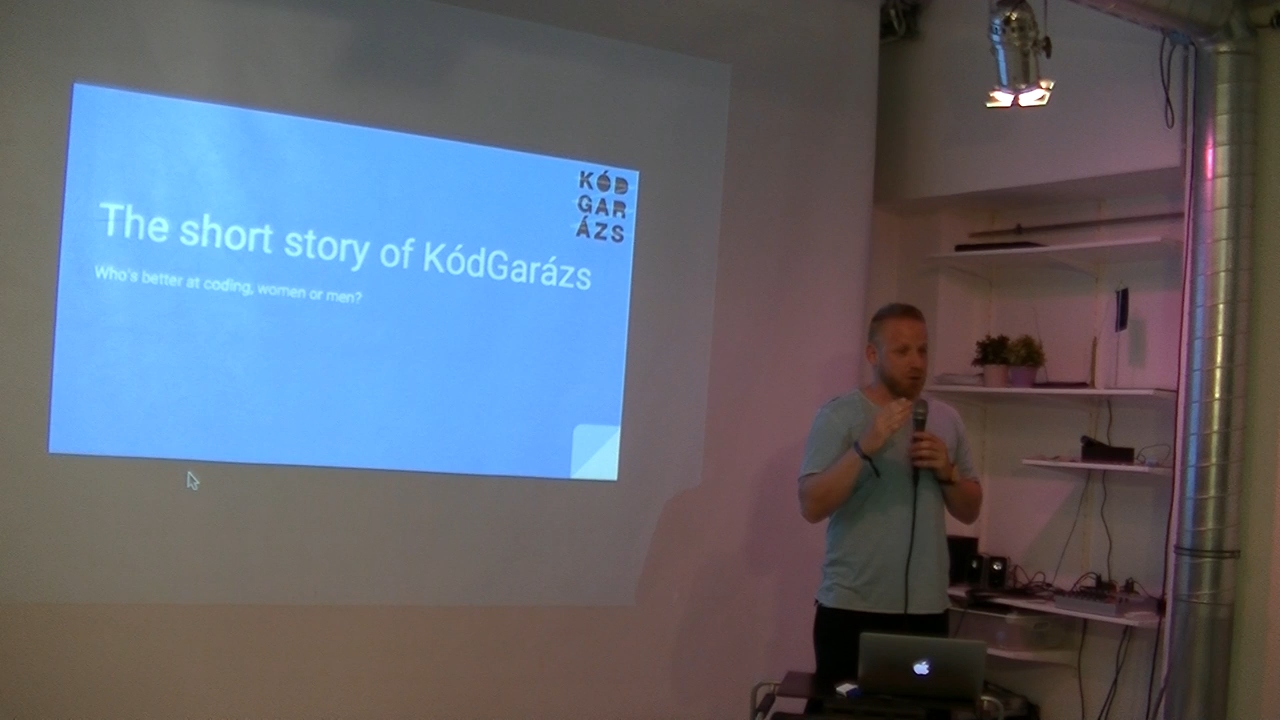 KÓD
GAR
ÁZS
The short story of KódGarázs
Who's better at coding, women or men?